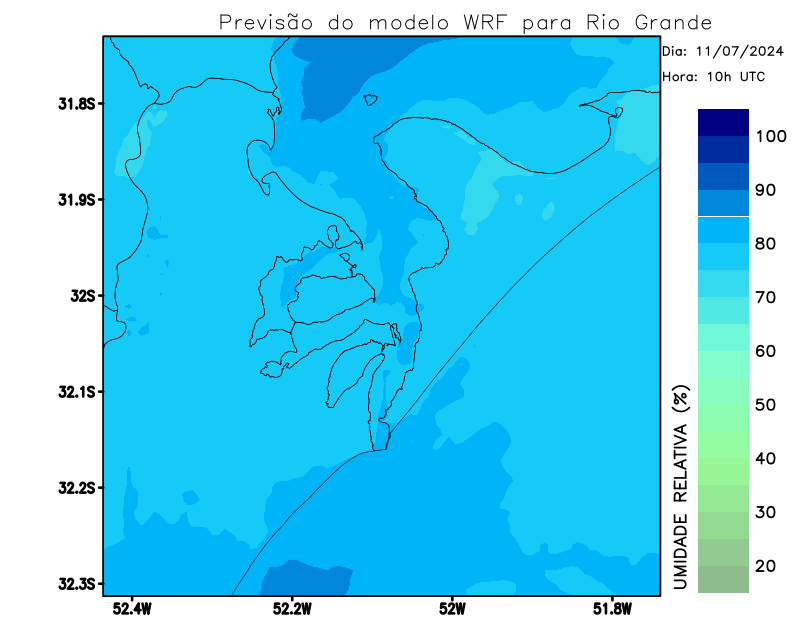 Previsão do modelo WRF para Rio Grande
Dia: 11/07/2024
Hora: 10h UTC
31.8S
31.9S
32S
32.1S
32.2S
32.3S
52.4W
52.2W
52W
51.8W
100
90
80
70
60
50
40
30
20
UMIDADE RELATIVA (%)